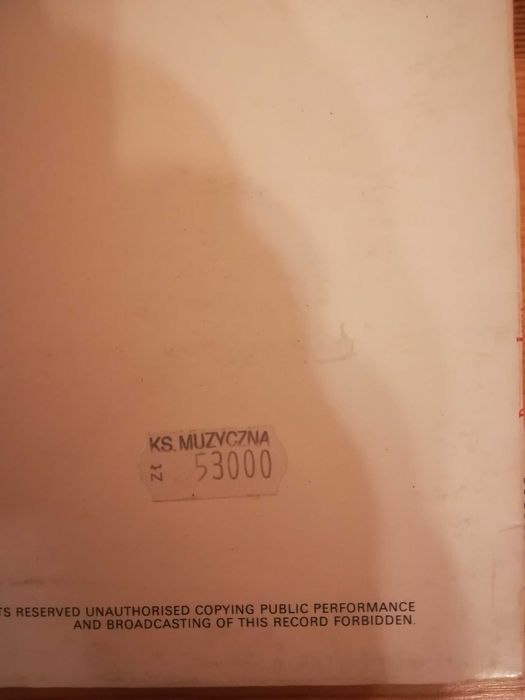 KS. MUZYCZNA
Zł 53000
TS RESERVED UNAUTHORISED COPYING PUBLIC PERFORMANCE
AND BROADCASTING OF THIS RECORD FORBIDDEN.